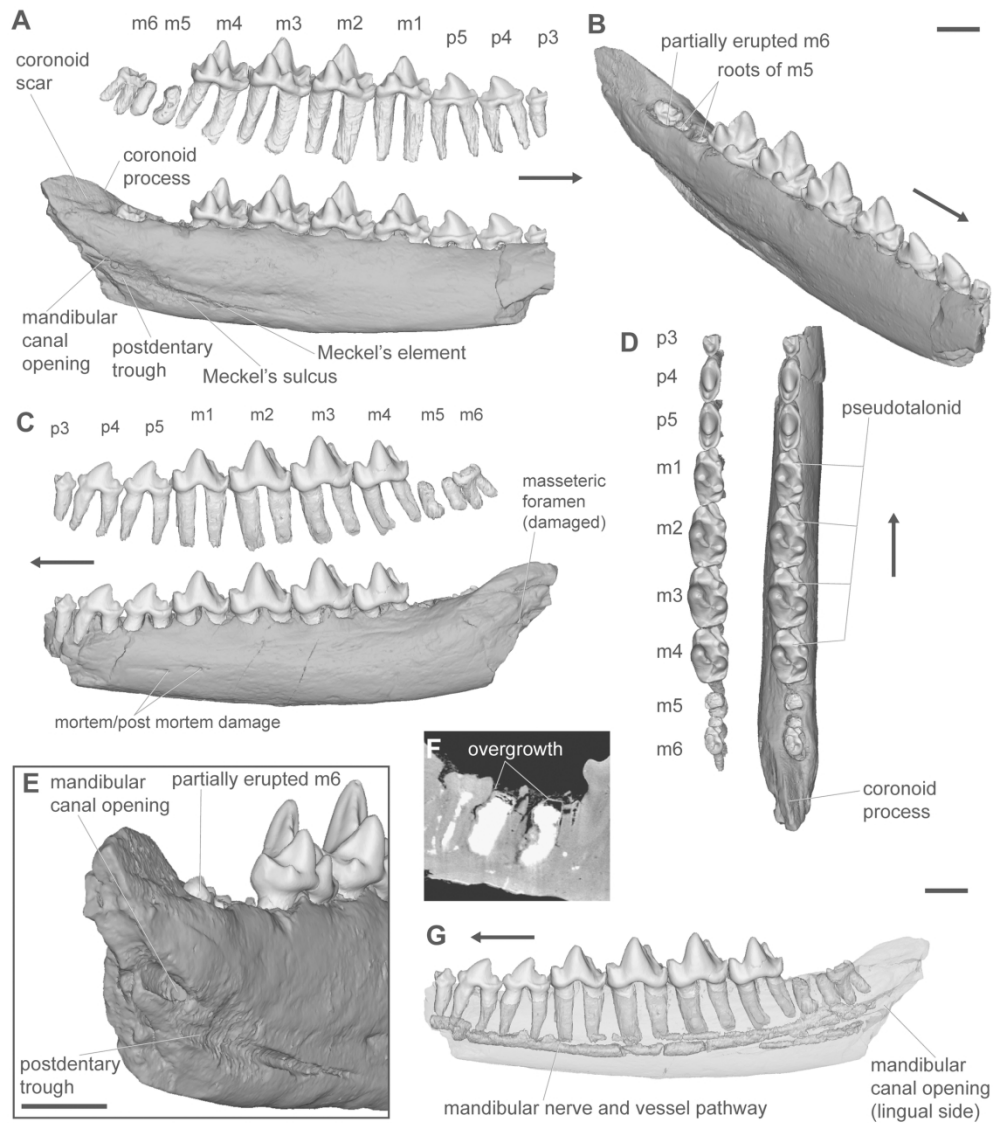 A
m6 m5 m4 m3 m2 m1 p5 p4 p3
coronoid
scar
coronoid
process
mandibular
canal
opening
postdentary
trough
Meckel's sulcus
Meckel's element
B
partially erupted m6
roots of m5
C
p3 p4 p5 m1 m2 m3 m4 m5 m6
masseteric
foramen
(damaged)
mortem/post mortem damage
D
p3
p4
p5
m1
m2
m3
m4
m5
m6
pseudotalonid
coronoid
process
E
mandibular
canal opening
partially erupted m6
postdentary
trough
F
overgrowth
G
mandibular nerve and vessel pathway
mandibular
canal opening
(lingual side)